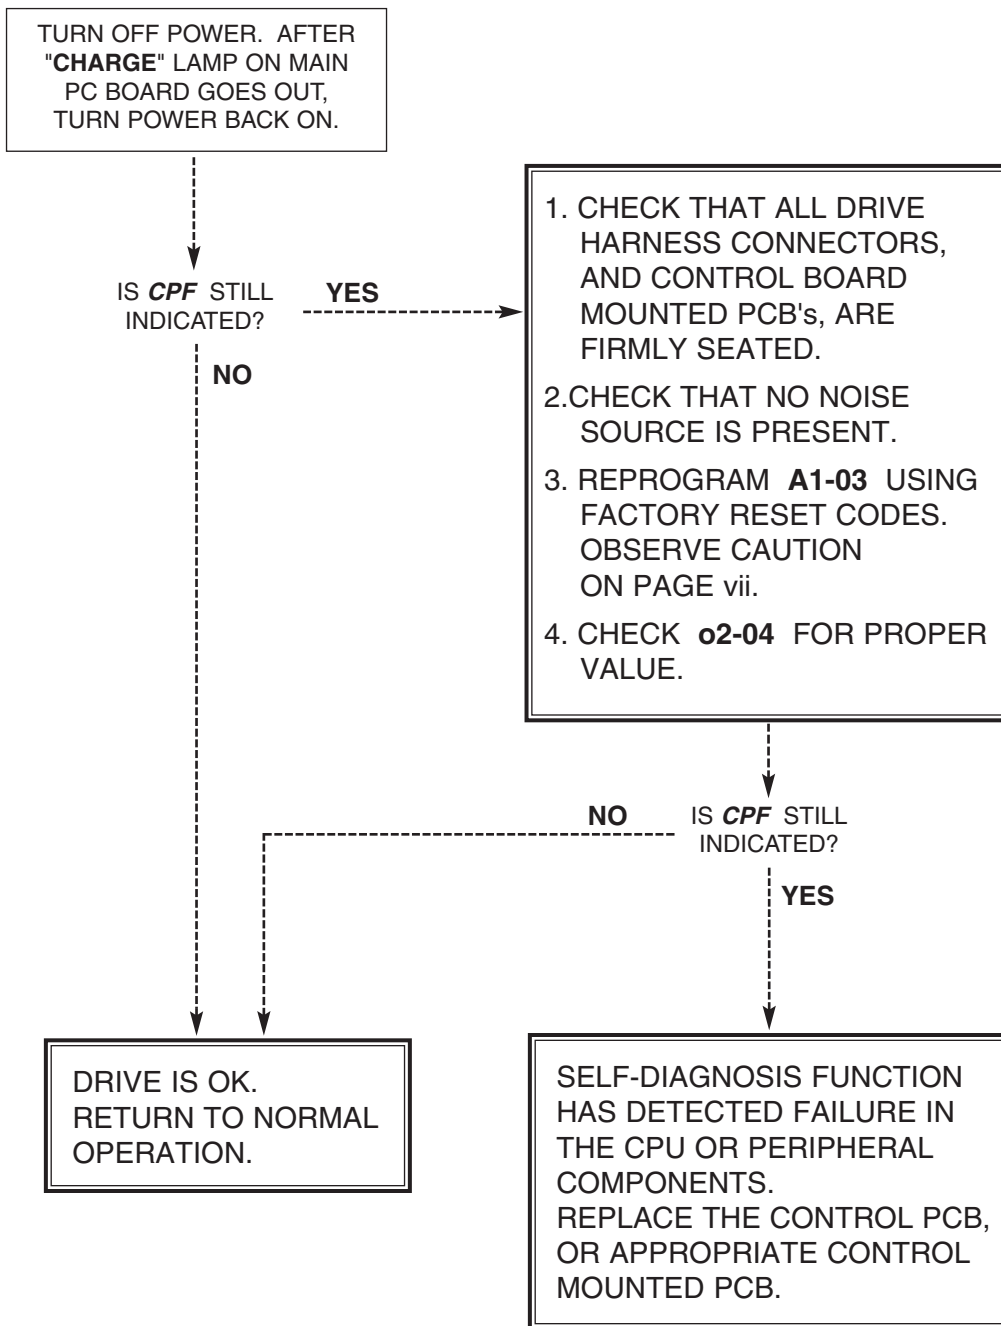 TURN OFF POWER. AFTER
"CHARGE" LAMP ON MAIN
PC BOARD GOES OUT,
TURN POWER BACK ON.
IS CPF STILL
INDICATED?
YES
NO
1. CHECK THAT ALL DRIVE
HARNESS CONNECTORS,
AND CONTROL BOARD
MOUNTED PCB's, ARE
FIRMLY SEATED.
2.CHECK THAT NO NOISE
SOURCE IS PRESENT.
3. REPROGRAM A1-03 USING
FACTORY RESET CODES.
OBSERVE CAUTION
ON PAGE vii.
4. CHECK o2-04 FOR PROPER
VALUE.
IS CPF STILL
INDICATED?
NO
YES
DRIVE IS OK.
RETURN TO NORMAL
OPERATION.
SELF-DIAGNOSIS FUNCTION
HAS DETECTED FAILURE IN
THE CPU OR PERIPHERAL
COMPONENTS.
REPLACE THE CONTROL PCB,
OR APPROPRIATE CONTROL
MOUNTED PCB.